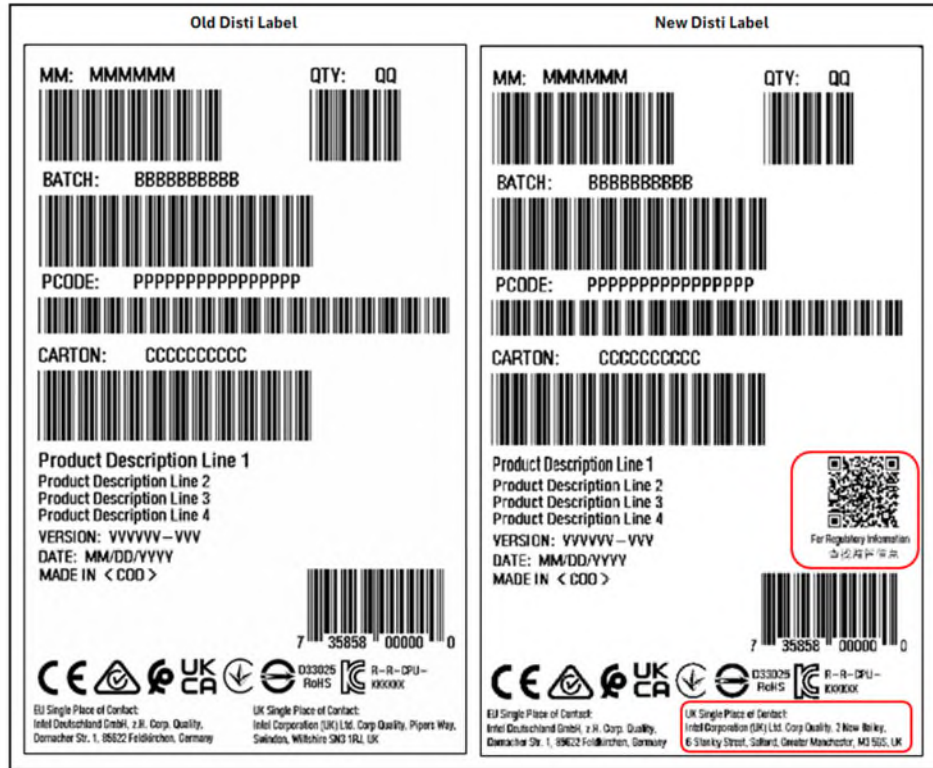 Old Disti Label
MM: MMMMMM
QTY: QQ
BATCH: BBBBBBBBBB
PCODE: PPPPPPPPPPPPPPPP
CARTON: CCCCCCCCCC
Product Description Line 1
Product Description Line 2
Product Description Line 3
Product Description Line 4
VERSION: VVVVVV-VVV
DATE: MM/DD/YYYY
MADE IN <COO>
7 35858 00000 0
CE UK CA D33025 RoHS R-R-CPU-XXXXXX
EU Single Place of Contact:
Intel Deutschland GmbH, z.H. Corp. Quality,
Dornacher Str. 1, 85622 Feldkirchen, Germany
UK Single Place of Contact:
Intel Corporation (UK) Ltd. Corp Quality, Pipers Way,
Swindon, Wiltshire SN3 1RJ, UK
New Disti Label
MM: MMMMMM
QTY: QQ
BATCH: BBBBBBBBBB
PCODE: PPPPPPPPPPPPPPPP
CARTON: CCCCCCCCCC
Product Description Line 1
Product Description Line 2
Product Description Line 3
Product Description Line 4
VERSION: VVVVVV-VVV
DATE: MM/DD/YYYY
MADE IN <COO>
For Regulatory Information
7 35858 00000 0
CE UK CA D33025 RoHS R-R-CPU-XXXXXX
EU Single Place of Contact:
Intel Deutschland GmbH, z.H. Corp. Quality,
Dornacher Str. 1, 85622 Feldkirchen, Germany
UK Single Place of Contact:
Intel Corporation (UK) Ltd. Corp Quality, 2 New Bailey,
6 Stanley Street, Salford, Greater Manchester, M3 5GS, UK